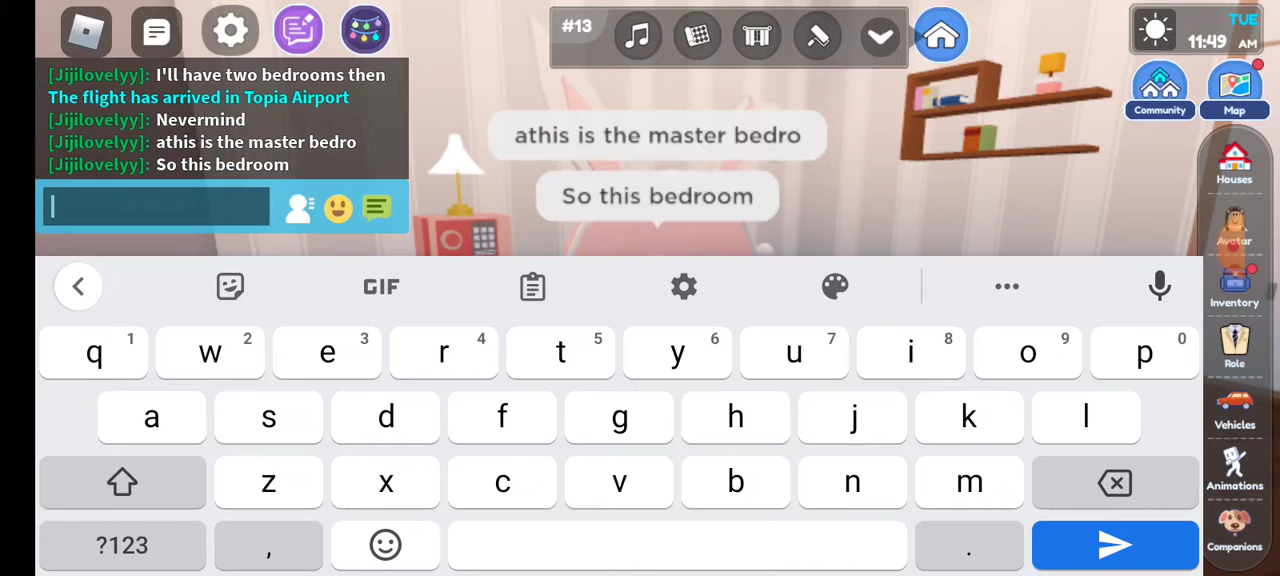 #13
TUE
11:49 AM
[Jijilovelyy]: I'll have two bedrooms then
The flight has arrived in Topia Airport
[Jijilovelyy]: Nevermind
[Jijilovelyy]: athis is the master bedro
[Jijilovelyy]: So this bedroom
athis is the master bedro
So this bedroom
Community
Map
Houses
Avatar
Inventory
Role
Vehicles
Animations
Companions
GIF
q 1 w 2 e 3 r 4 t 5 y 6 u 7 i 8 o 9 p 0
a s d f g h j k l
z x c v b n m
?123 , .